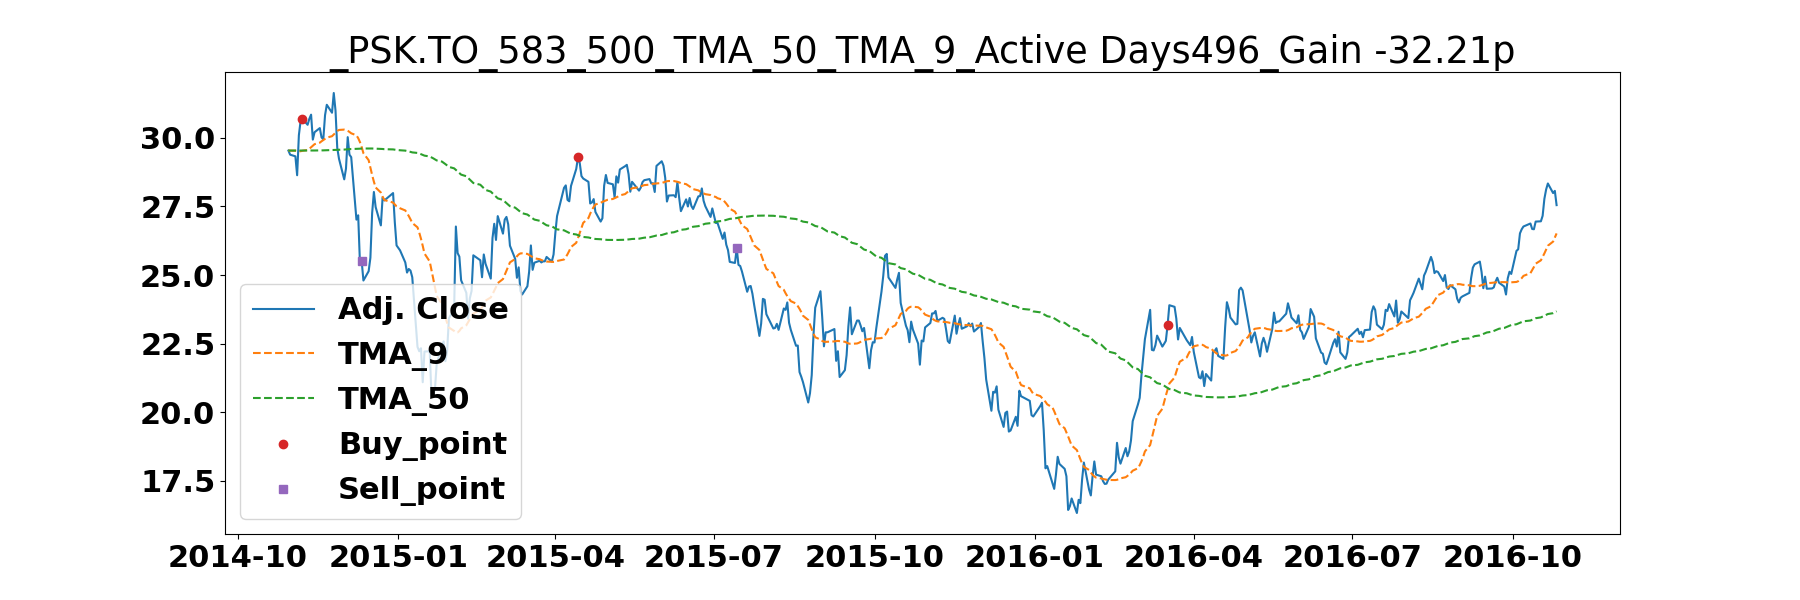 _PSK.TO_583_500_TMA_50_TMA_9_Active Days496_Gain -32.21p
30.0
27.5
25.0
22.5
20.0
17.5
Adj. Close
TMA_9
TMA_50
Buy_point
Sell_point
2014-10 2015-01 2015-04 2015-07 2015-10 2016-01 2016-04 2016-07 2016-10